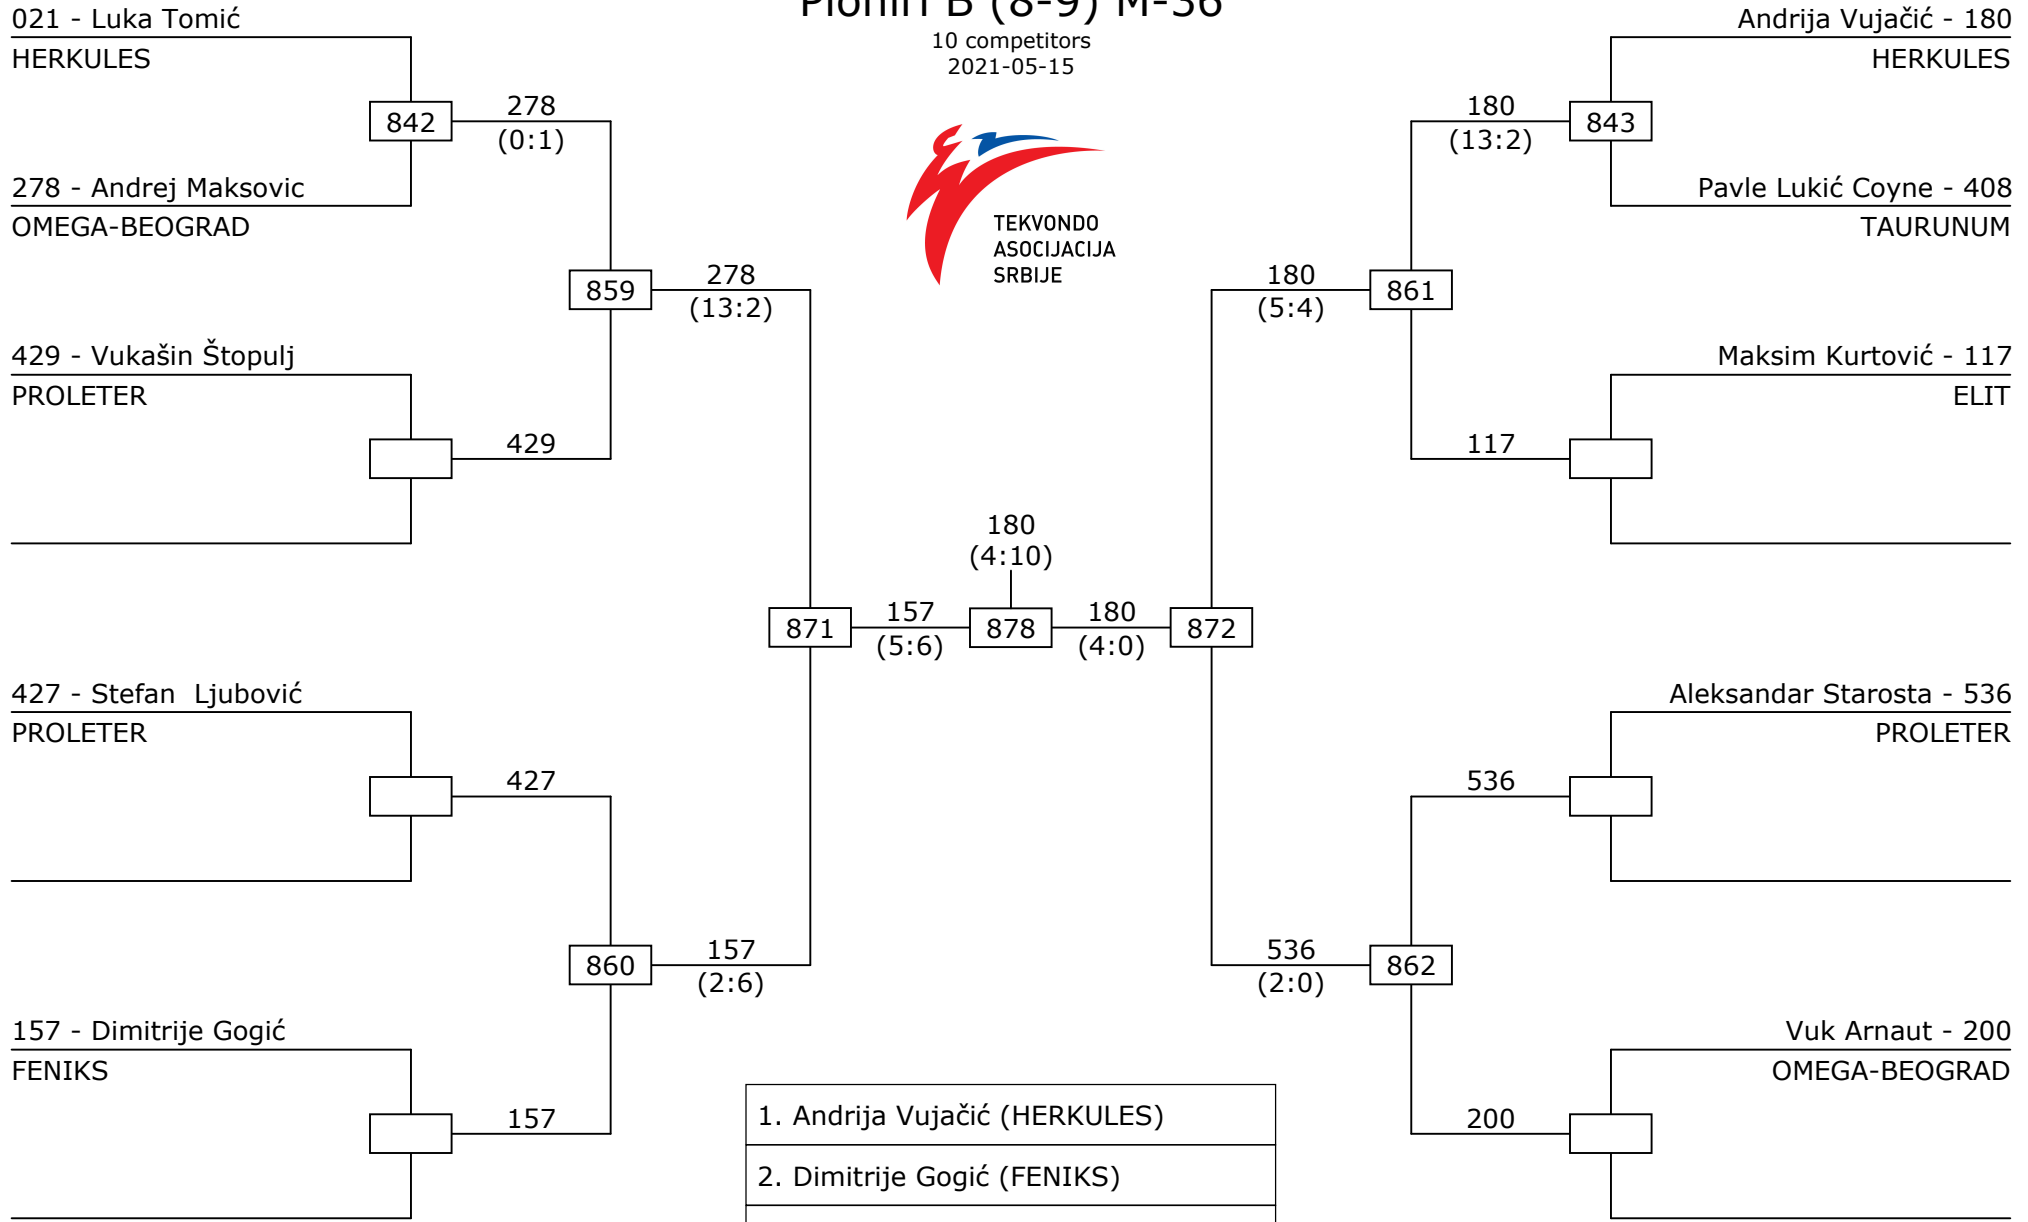 Pioniri B (8-9) M-36
10 competitors
2021-05-15
TEKVONDO
ASOCIJACIJA
SRBIJE
021 - Luka Tomić
HERKULES
842
278
(0:1)
278 - Andrej Maksovic
OMEGA-BEOGRAD
859
278
(13:2)
429 - Vukašin Štopulj
PROLETER
429
427 - Stefan  Ljubović
PROLETER
427
860
157
(2:6)
157 - Dimitrije Gogić
FENIKS
157
871
157
(5:6)
180
(4:10)
878
180
(4:0)
872
Andrija Vujačić - 180
HERKULES
180
(13:2)
843
Pavle Lukić Coyne - 408
TAURUNUM
180
(5:4)
861
Maksim Kurtović - 117
ELIT
117
Aleksandar Starosta - 536
PROLETER
536
536
(2:0)
862
Vuk Arnaut - 200
OMEGA-BEOGRAD
200
1. Andrija Vujačić (HERKULES)
2. Dimitrije Gogić (FENIKS)